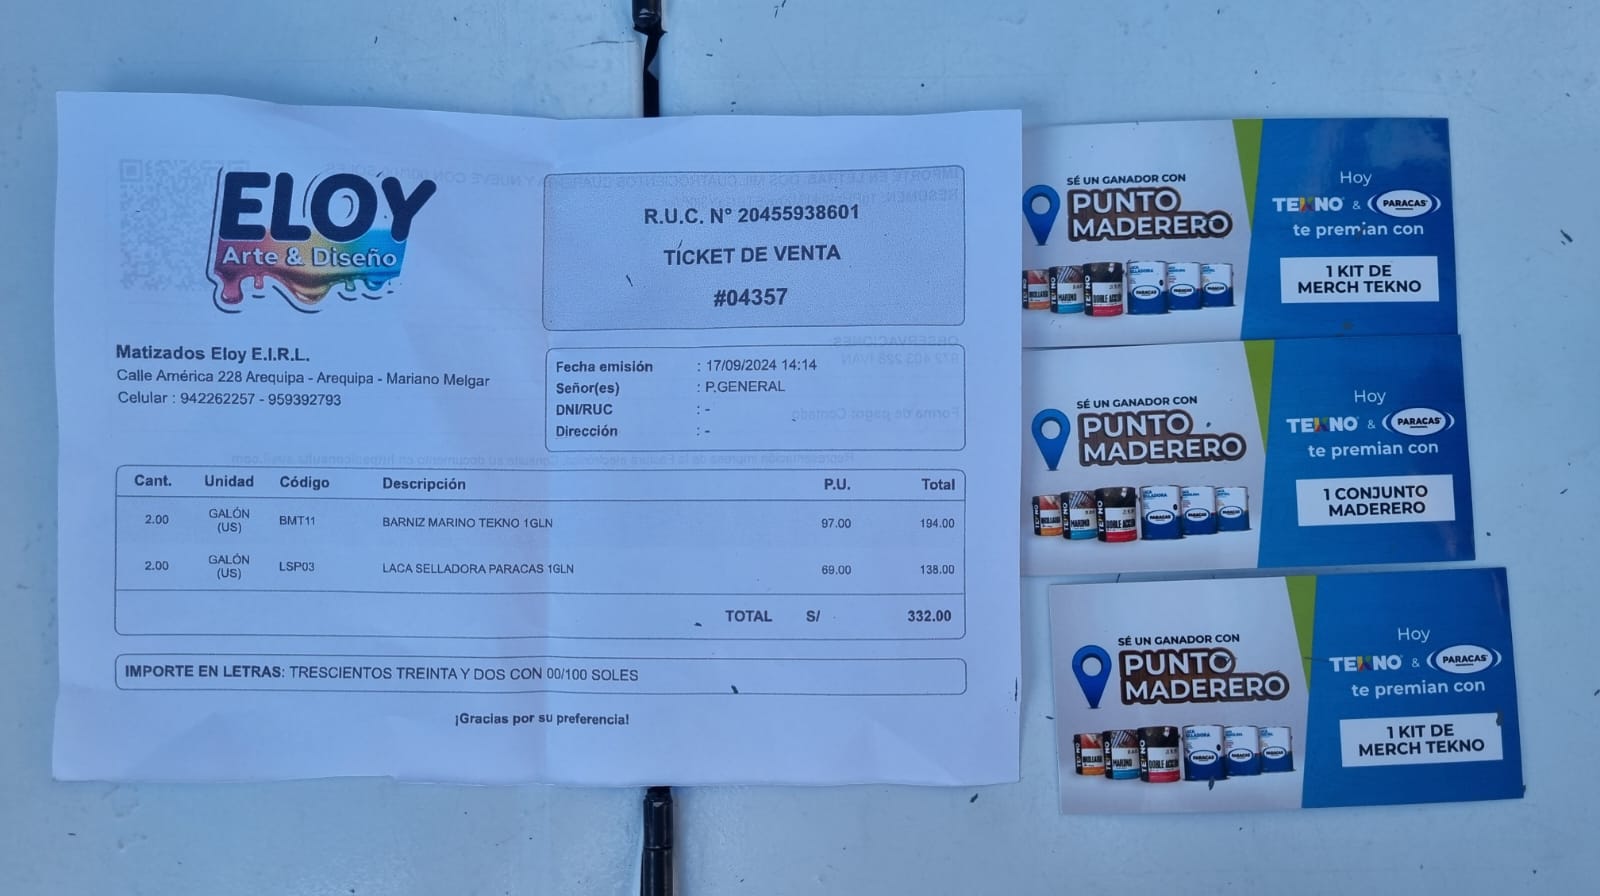 ELOY
Arte & Diseño
R.U.C. N° 20455938601
TÍCKET DE VENTA
#04357
Matizados Eloy E.I.R.L.
Calle América 228 Arequipa - Arequipa - Mariano Melgar
Celular : 942262257 - 959392793
Fecha emisión : 17/09/2024 14:14
Señor(es) : P.GENERAL
DNI/RUC : -
Dirección : -
Cant. Unidad Código Descripción P.U. Total
2.00 GALÓN (US) BMT11 BARNIZ MARINO TEKNO 1GLN 97.00 194.00
2.00 GALÓN (US) LSP03 LACA SELLADORA PARACAS 1GLN 69.00 138.00
TOTAL S/ 332.00
IMPORTE EN LETRAS: TRESCIENTOS TREINTA Y DOS CON 00/100 SOLES
¡Gracias por su preferencia!
SÉ UN GANADOR CON
PUNTO
MADERERO
Hoy
TEKNO & PARACAS
te premian con
1 KIT DE
MERCH TEKNO
SÉ UN GANADOR CON
PUNTO
MADERERO
Hoy
TEKNO & PARACAS
te premian con
1 CONJUNTO
MADERERO
SÉ UN GANADOR CON
PUNTO
MADERERO
Hoy
TEKNO & PARACAS
te premian con
1 KIT DE
MERCH TEKNO